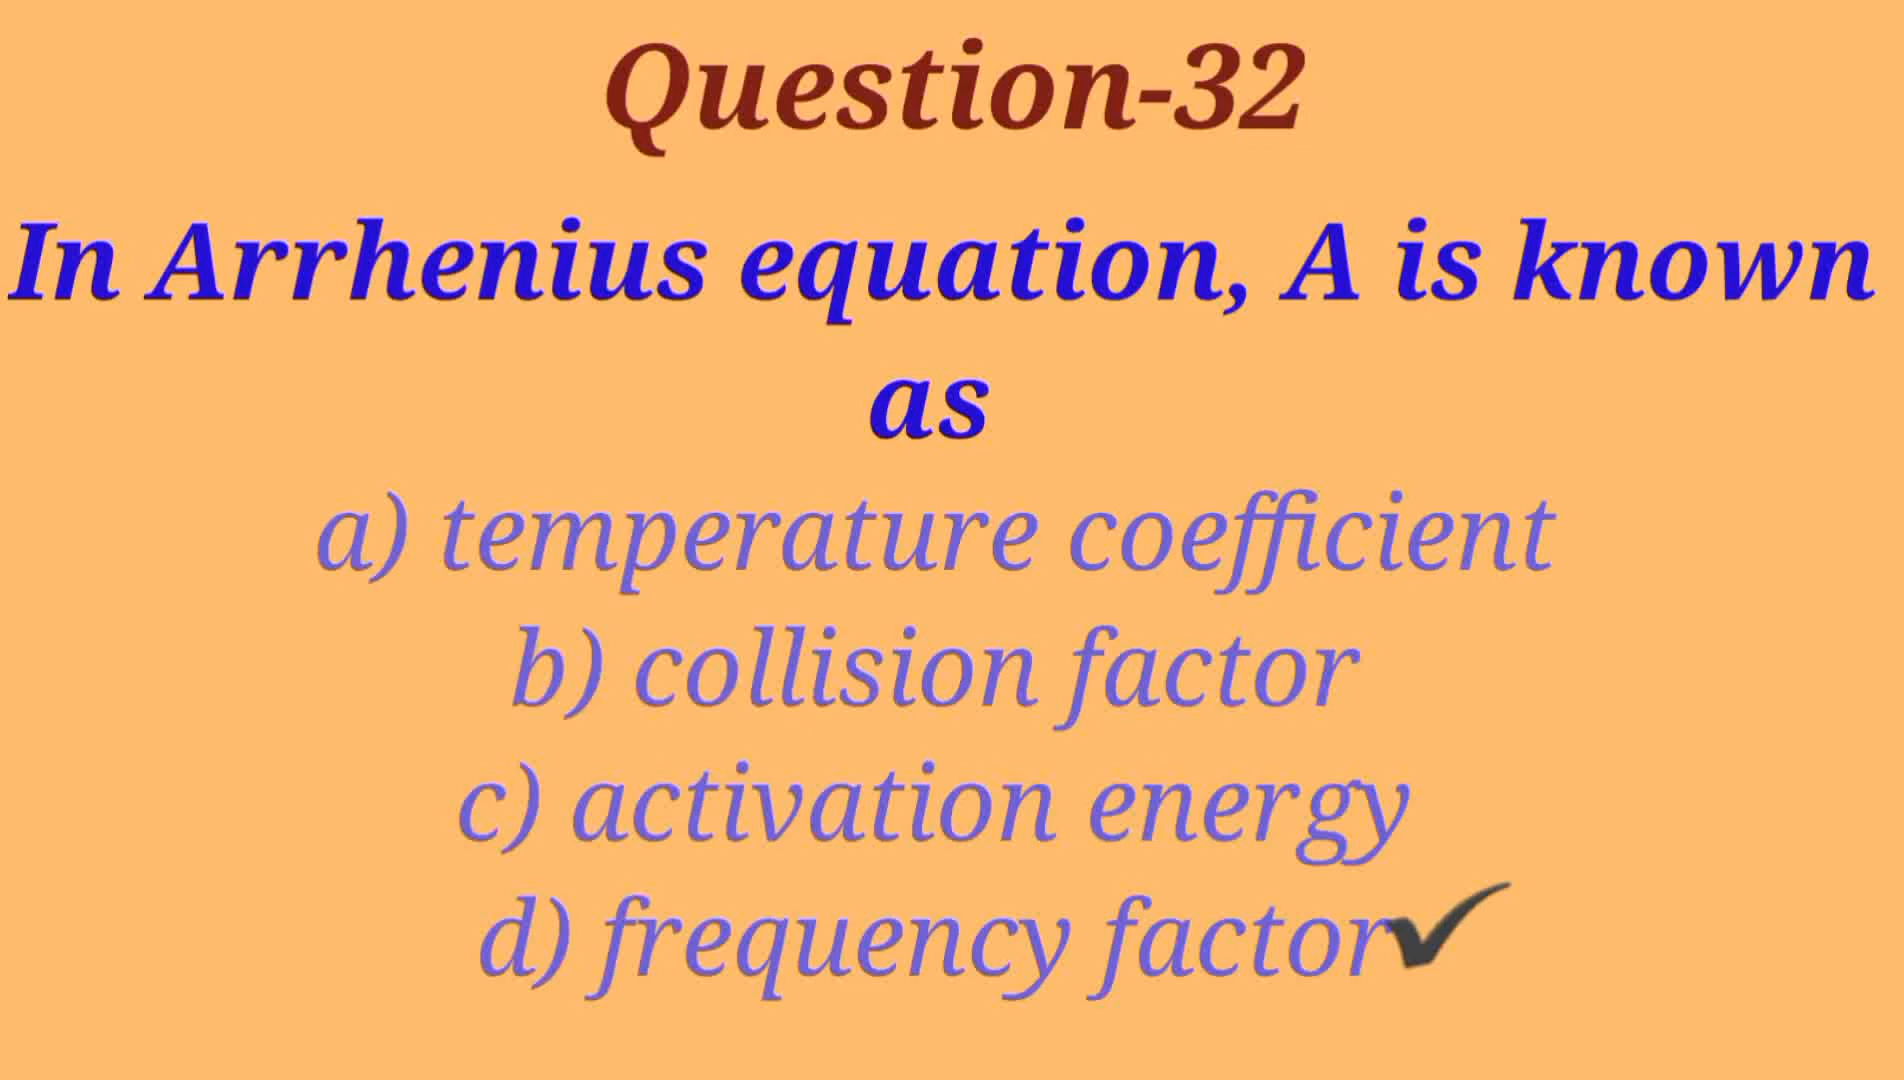 Question-32
In Arrhenius equation, A is known
as
a) temperature coefficient
b) collision factor
c) activation energy
d) frequency factor✔